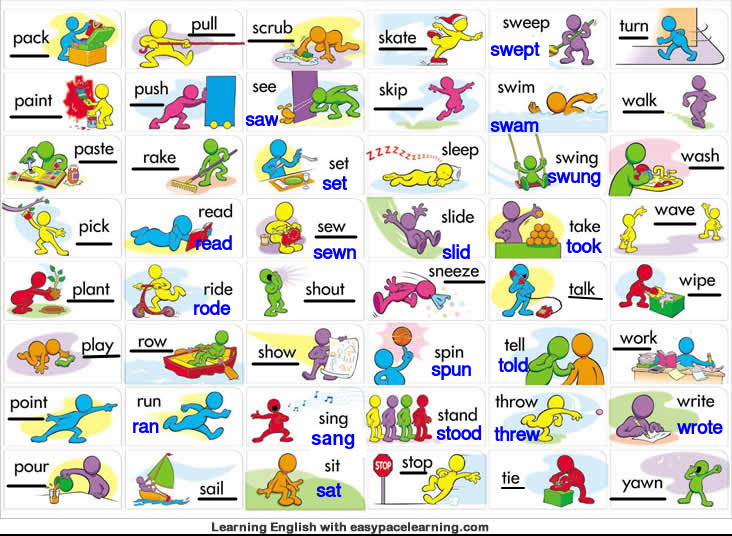 pack
pull
scrub
skate
sweep
swept
turn
paint
push
see
saw
skip
swim
swam
walk
paste
rake
set
set
zzzzzzzzzzzz
sleep
swing
swung
wash
pick
read
read
sew
sewn
slide
slid
take
took
wave
plant
ride
rode
shout
sneeze
talk
wipe
play
row
show
spin
spun
tell
told
work
point
run
ran
sing
sang
stand
stood
throw
threw
write
wrote
pour
sail
sit
sat
STOP
stop
tie
yawn
Learning English with easypacelearning.com